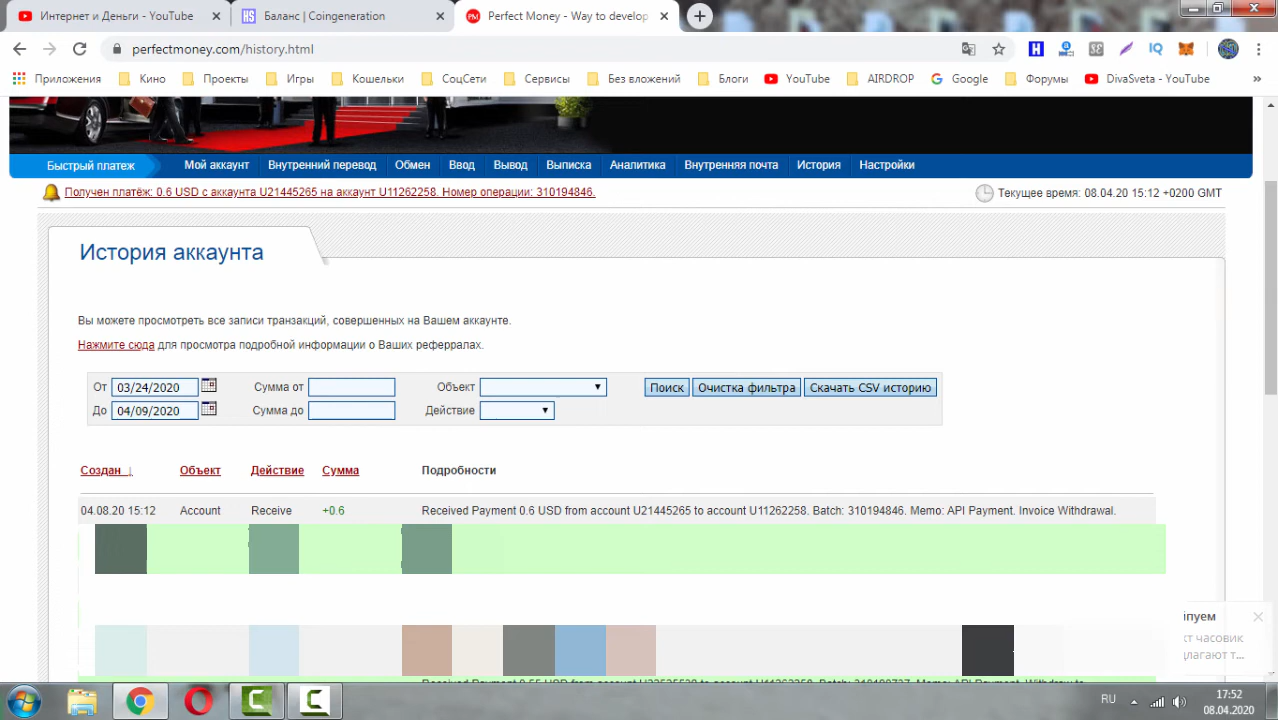 Интернет и Деньги - YouTube
Баланс | Coingeneration
Perfect Money - Way to develop
perfectmoney.com/history.html
Приложения Кино Проекты Игры Кошельки СоцСети Сервисы Без вложений Блоги YouTube AIRDROP Google Форумы DivaSveta - YouTube »
Быстрый платеж Мой аккаунт Внутренний перевод Обмен Ввод Вывод Выписка Аналитика Внутренняя почта История Настройки
Получен платёж: 0.6 USD с аккаунта U21445265 на аккаунт U11262258. Номер операции: 310194846.
Текущее время: 08.04.20 15:12 +0200 GMT
История аккаунта
Вы можете просмотреть все записи транзакций, совершенных на Вашем аккаунте.
Нажмите сюда для просмотра подробной информации о Ваших реферралах.
От 03/24/2020 Сумма от Объект Поиск Очистка фильтра Скачать CSV историю
До 04/09/2020 Сумма до Действие
Создан ↓ Объект Действие Сумма Подробности
04.08.20 15:12 Account Receive +0.6 Received Payment 0.6 USD from account U21445265 to account U11262258. Batch: 310194846. Memo: API Payment. Invoice Withdrawal.
кт часовик
RU
17:52
08.04.2020